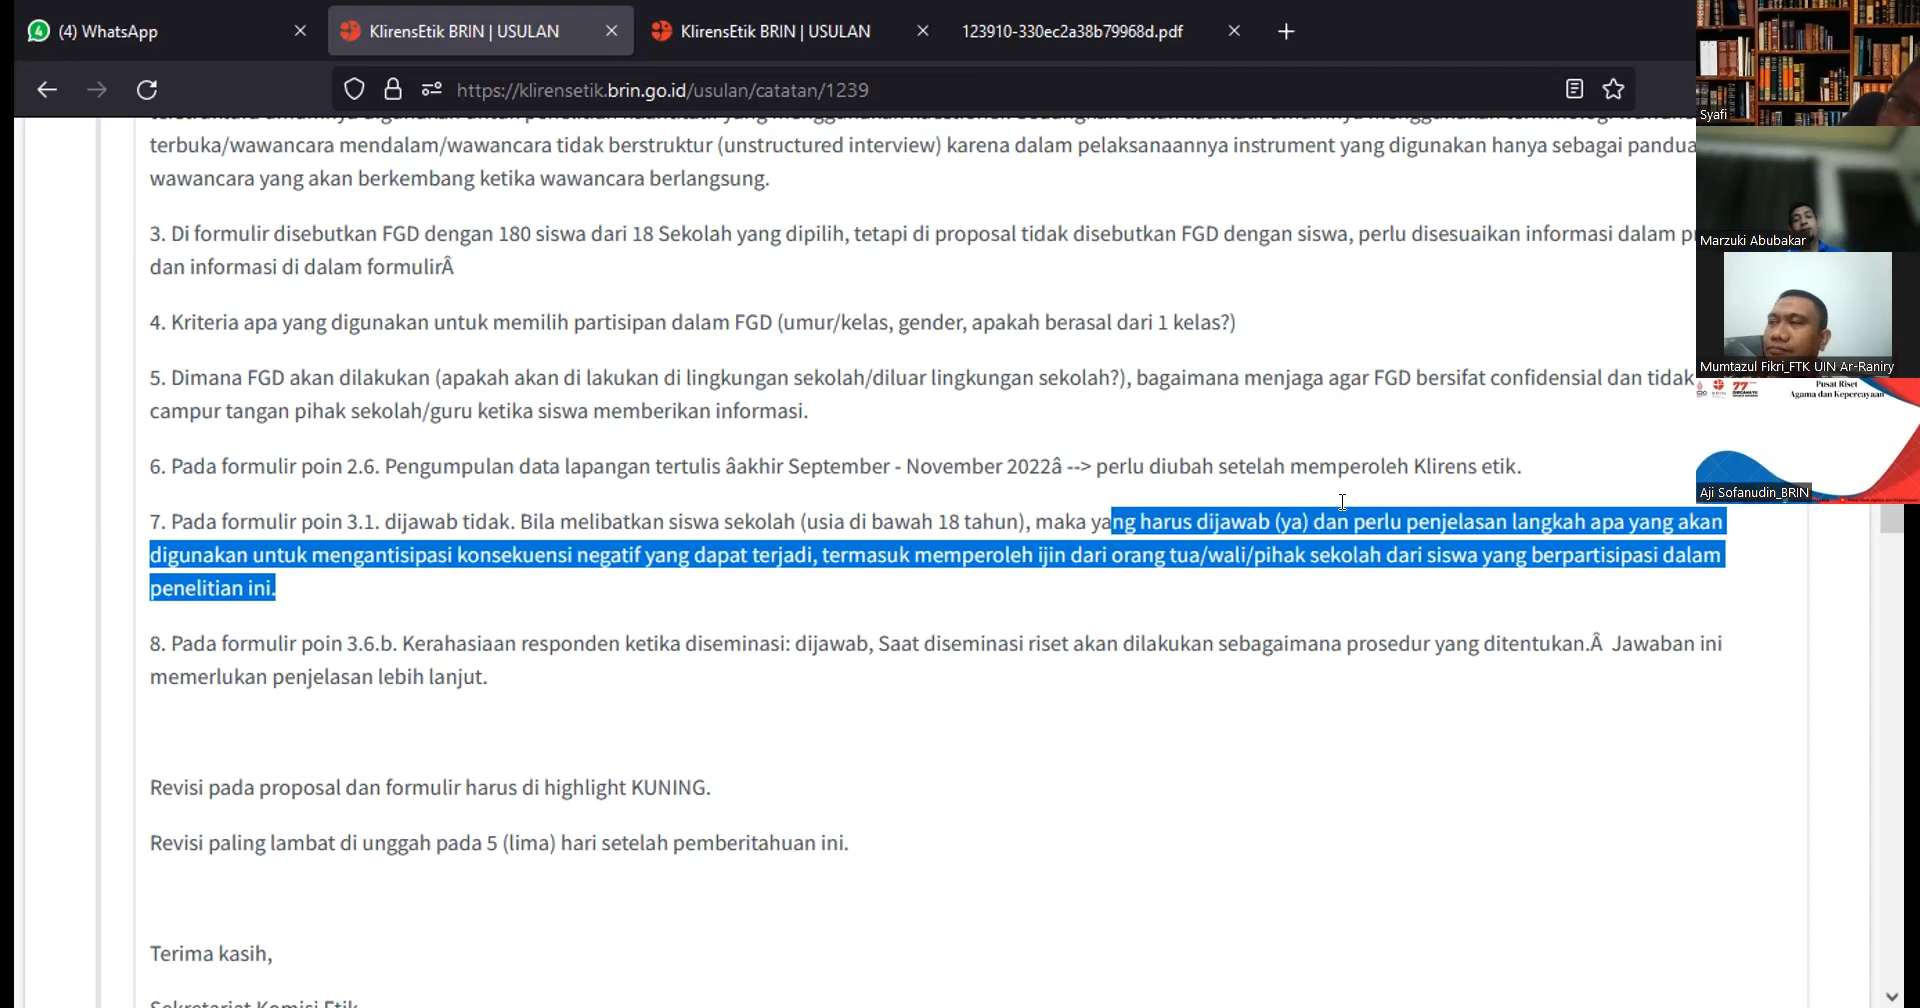 (4) WhatsApp
KlirensEtik BRIN | USULAN
KlirensEtik BRIN | USULAN
123910-330ec2a38b79968d.pdf
https://klirensetik.brin.go.id/usulan/catatan/1239
terbuka/wawancara mendalam/wawancara tidak berstruktur (unstructured interview) karena dalam pelaksanaannya instrument yang digunakan hanya sebagai pandua
wawancara yang akan berkembang ketika wawancara berlangsung.
3. Di formulir disebutkan FGD dengan 180 siswa dari 18 Sekolah yang dipilih, tetapi di proposal tidak disebutkan FGD dengan siswa, perlu disesuaikan informasi dalam
dan informasi di dalam formulirÂ
4. Kriteria apa yang digunakan untuk memilih partisipan dalam FGD (umur/kelas, gender, apakah berasal dari 1 kelas?)
5. Dimana FGD akan dilakukan (apakah akan di lakukan di lingkungan sekolah/diluar lingkungan sekolah?), bagaimana menjaga agar FGD bersifat confidensial dan tidak
campur tangan pihak sekolah/guru ketika siswa memberikan informasi.
6. Pada formulir poin 2.6. Pengumpulan data lapangan tertulis âakhir September - November 2022â --> perlu diubah setelah memperoleh Klirens etik.
7. Pada formulir poin 3.1. dijawab tidak. Bila melibatkan siswa sekolah (usia di bawah 18 tahun), maka yang harus dijawab (ya) dan perlu penjelasan langkah apa yang akan
digunakan untuk mengantisipasi konsekuensi negatif yang dapat terjadi, termasuk memperoleh ijin dari orang tua/wali/pihak sekolah dari siswa yang berpartisipasi dalam
penelitian ini.
8. Pada formulir poin 3.6.b. Kerahasiaan responden ketika diseminasi: dijawab, Saat diseminasi riset akan dilakukan sebagaimana prosedur yang ditentukan.Â Jawaban ini
memerlukan penjelasan lebih lanjut.
Revisi pada proposal dan formulir harus di highlight KUNING.
Revisi paling lambat di unggah pada 5 (lima) hari setelah pemberitahuan ini.
Terima kasih,
Sekretariat Komisi Etik
Syafi
Marzuki Abubakar
Mumtazul Fikri_FTK UIN Ar-Raniry
BRIN
77
Pusat Riset
Agama dan Kepercayaan
Aji Sofanudin_BRIN